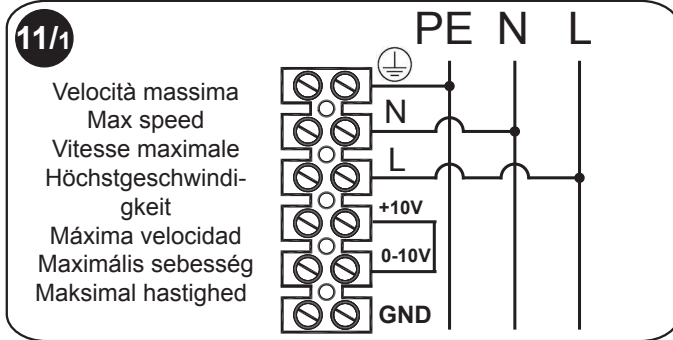 11/1
PE N L
Velocità massima
Max speed
Vitesse maximale
Höchstgeschwindi-
gkeit
Máxima velocidad
Maximális sebesség
Maksimal hastighed
N
L
+10V
0-10V
GND